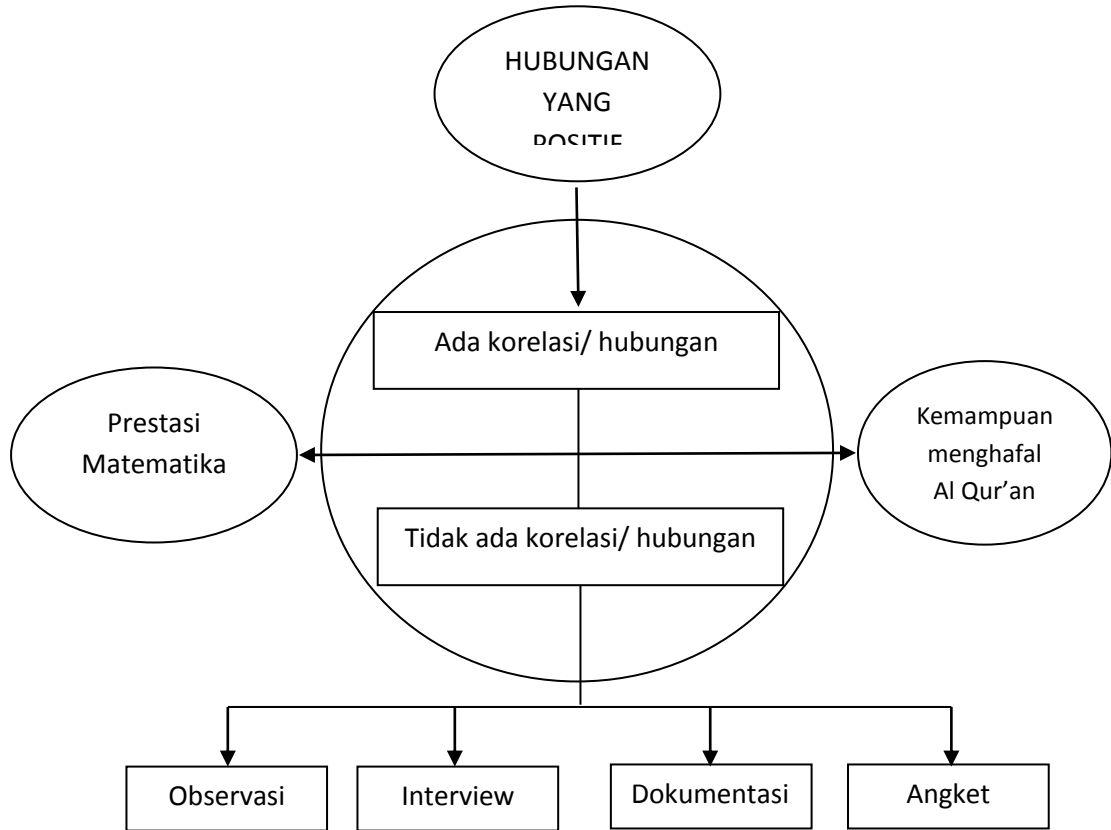 HUBUNGAN
YANG
POSITIF
Ada korelasi/ hubungan
Prestasi
Matematika
Kemampuan
menghafal
Al Qur’an
Tidak ada korelasi/ hubungan
Observasi
Interview
Dokumentasi
Angket